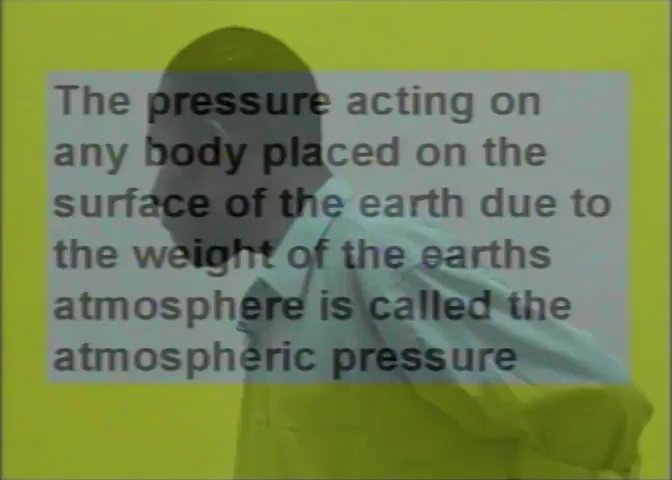 The pressure acting on
any body placed on the
surface of the earth due to
the weight of the earths
atmosphere is called the
atmospheric pressure